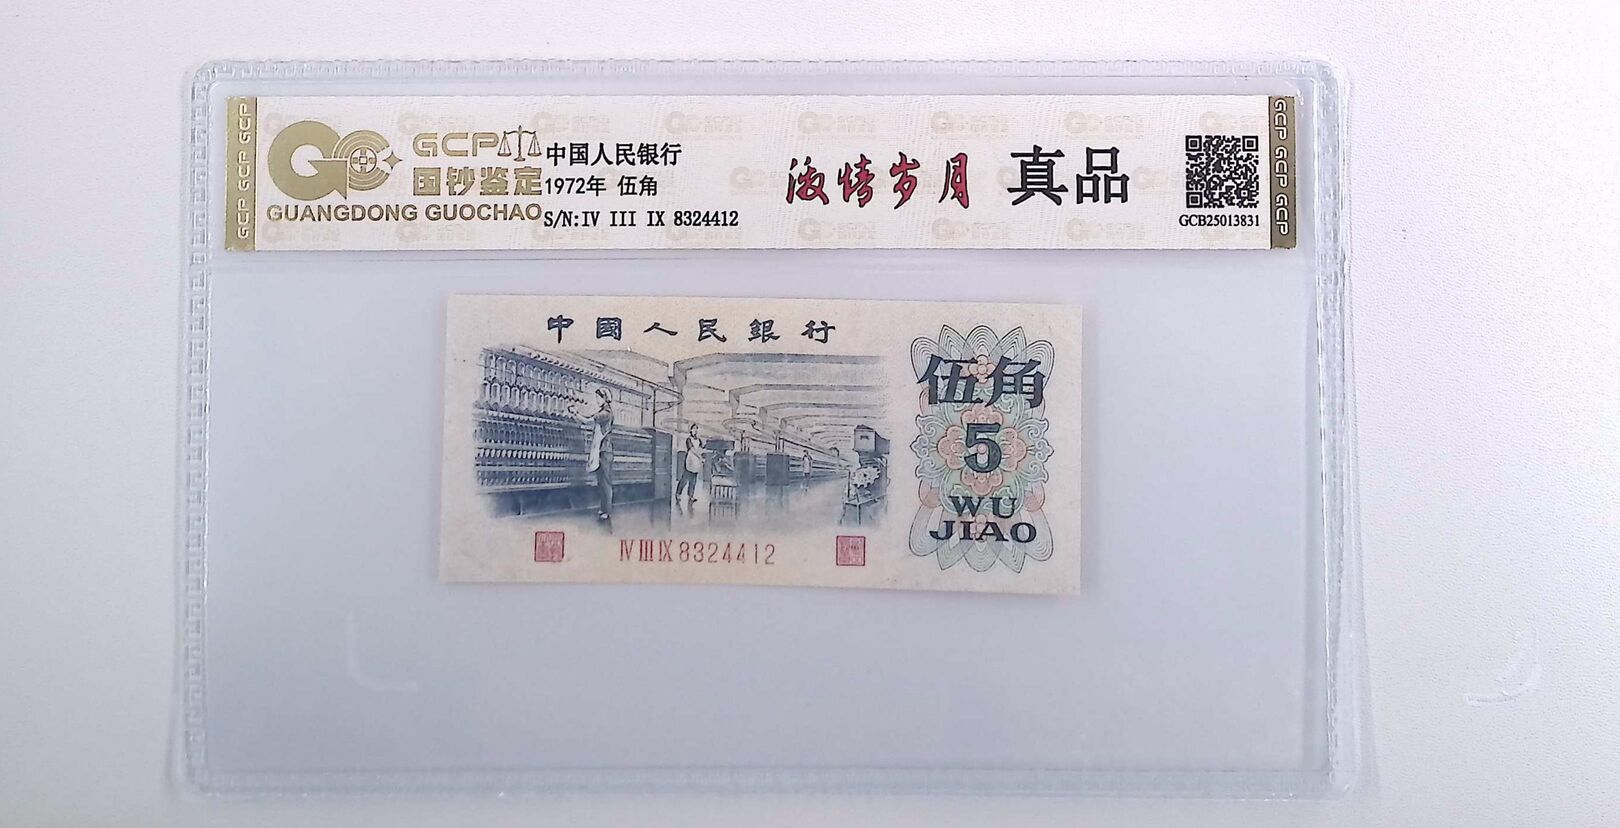 GCP GCP GCP
GCP
国钞鉴定
GUANGDONG GUOCHAO
中国人民银行
1972年 伍角
S/N:IV III IX 8324412
激情岁月 真品
GCB25013831
GCP GCP GCP
中國人民銀行
伍角
5
WU
JIAO
IV III IX 8324412